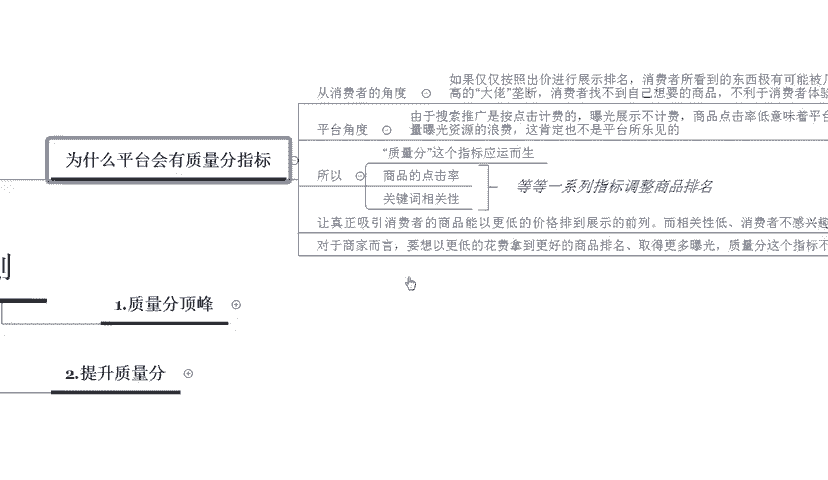 如果仅仅按照出价进行展示排名，消费者所看到的东西极有可能被
从消费者的角度
高的“大佬”垄断，消费者找不到自己想要的商品，不利于消费者体
由于搜索推广是按点击计费的，曝光展示不计费，商品点击率低意味着平
平台角度
量曝光资源的浪费，这肯定也不是平台所乐见的
为什么平台会有质量分指标
“质量分”这个指标应运而生
所以
商品的点击率
等等一系列指标调整商品排名
关键词相关性
让真正吸引消费者的商品能以更低的价格排到展示的前列。而相关性低、消费者不感兴
对于商家而言，要想以更低的花费拿到更好的商品排名、取得更多曝光，质量分这个指标不
1.质量分顶峰
2.提升质量分